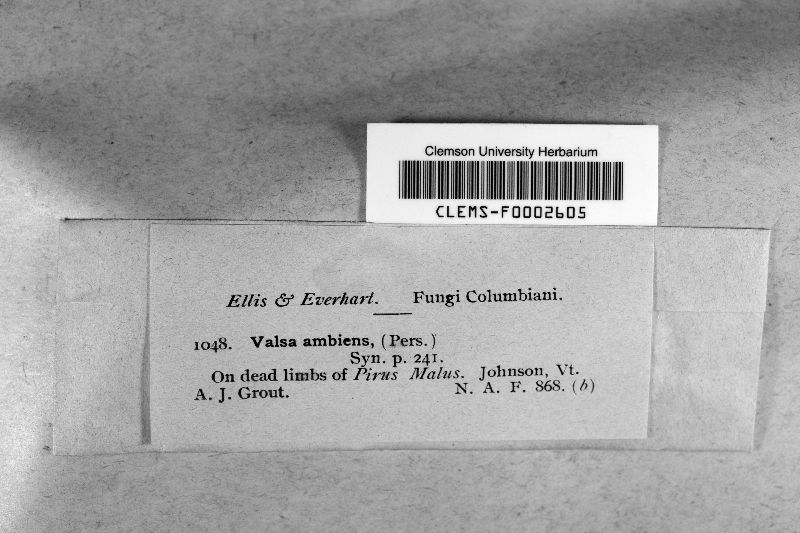 Clemson University Herbarium
CLEMS-F0002605
Ellis & Everhart. Fungi Columbiani.
1048. Valsa ambiens, (Pers.)
Syn. p. 241.
On dead limbs of Pirus Malus. Johnson, Vt.
A. J. Grout. N. A. F. 868. (b)